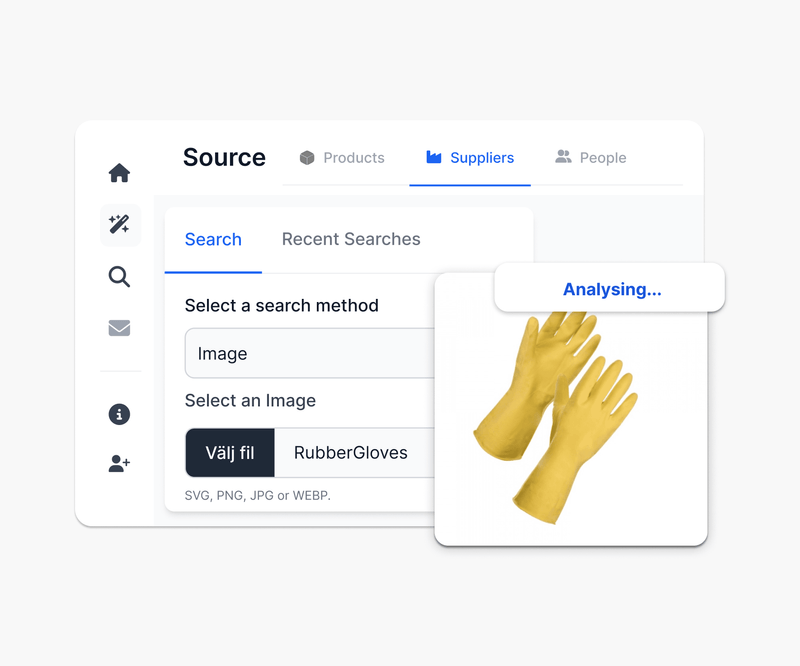 Source
Products
Suppliers
People
Search
Recent Searches
Analysing...
Select a search method
Image
Select an Image
Välj fil
RubberGloves
SVG, PNG, JPG or WEBP.